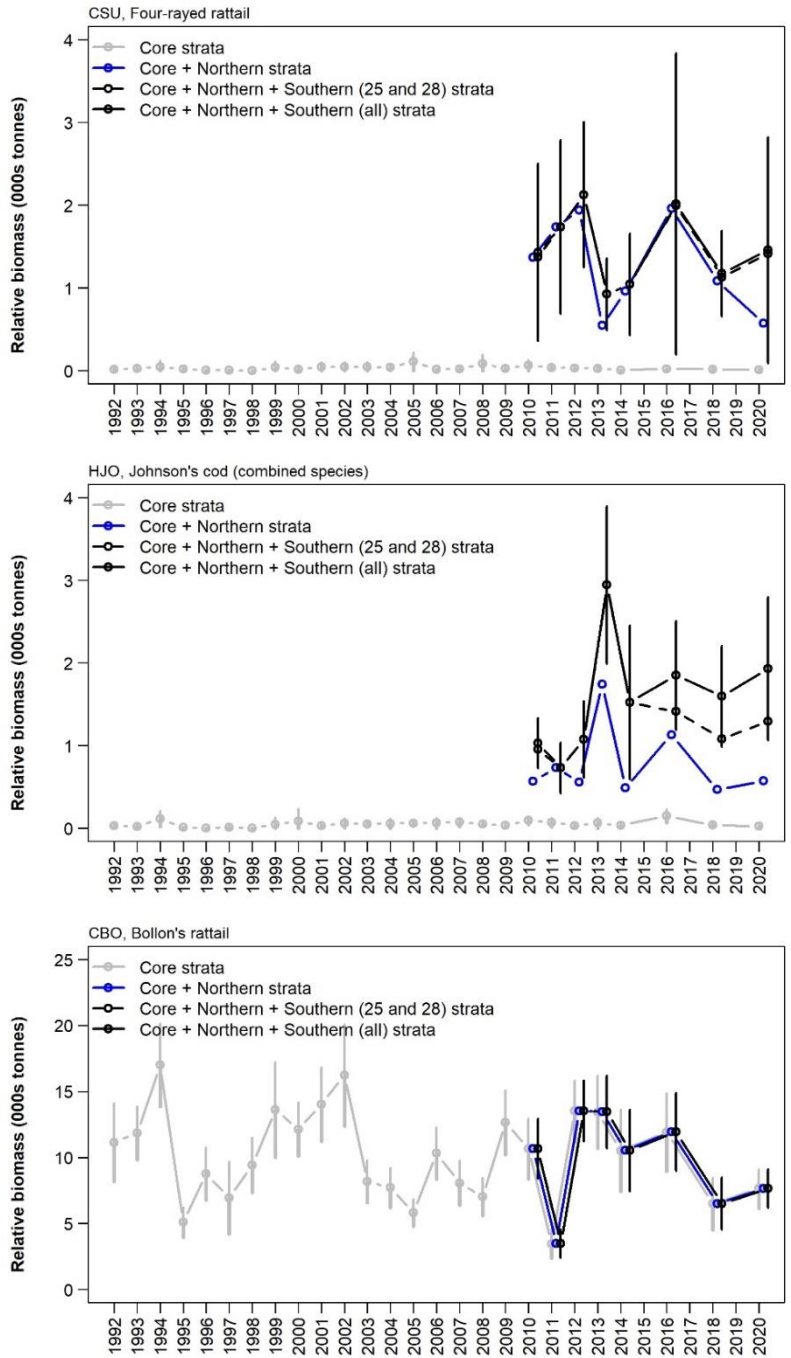 CSU, Four-rayed rattail
Relative biomass (000s tonnes)
4
3
2
1
0
Core strata
Core + Northern strata
Core + Northern + Southern (25 and 28) strata
Core + Northern + Southern (all) strata
1992 1993 1994 1995 1996 1997 1998 1999 2000 2001 2002 2003 2004 2005 2006 2007 2008 2009 2010 2011 2012 2013 2014 2015 2016 2018 2019 2020
HJO, Johnson's cod (combined species)
Relative biomass (000s tonnes)
4
3
2
1
0
Core strata
Core + Northern strata
Core + Northern + Southern (25 and 28) strata
Core + Northern + Southern (all) strata
1992 1993 1994 1995 1996 1997 1998 1999 2000 2001 2002 2003 2004 2005 2006 2007 2008 2009 2010 2011 2012 2013 2014 2015 2016 2018 2019 2020
CBO, Bollon's rattail
Relative biomass (000s tonnes)
25
20
15
10
5
0
Core strata
Core + Northern strata
Core + Northern + Southern (25 and 28) strata
Core + Northern + Southern (all) strata
1992 1993 1994 1995 1996 1997 1998 1999 2000 2001 2002 2003 2004 2005 2006 2007 2008 2009 2010 2011 2012 2013 2014 2015 2016 2018 2019 2020